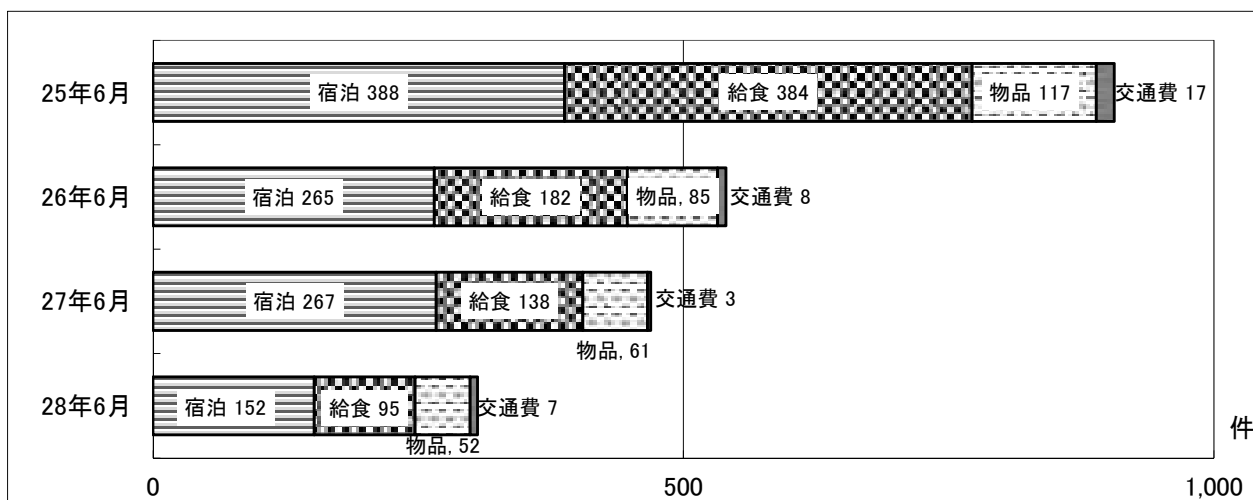 25年6月 宿泊 388 給食 384 物品 117 交通費 17
26年6月 宿泊 265 給食 182 物品, 85 交通費 8
27年6月 宿泊 267 給食 138 交通費 3
物品, 61
28年6月 宿泊 152 給食 95 交通費 7
物品, 52
件
0 500 1,000